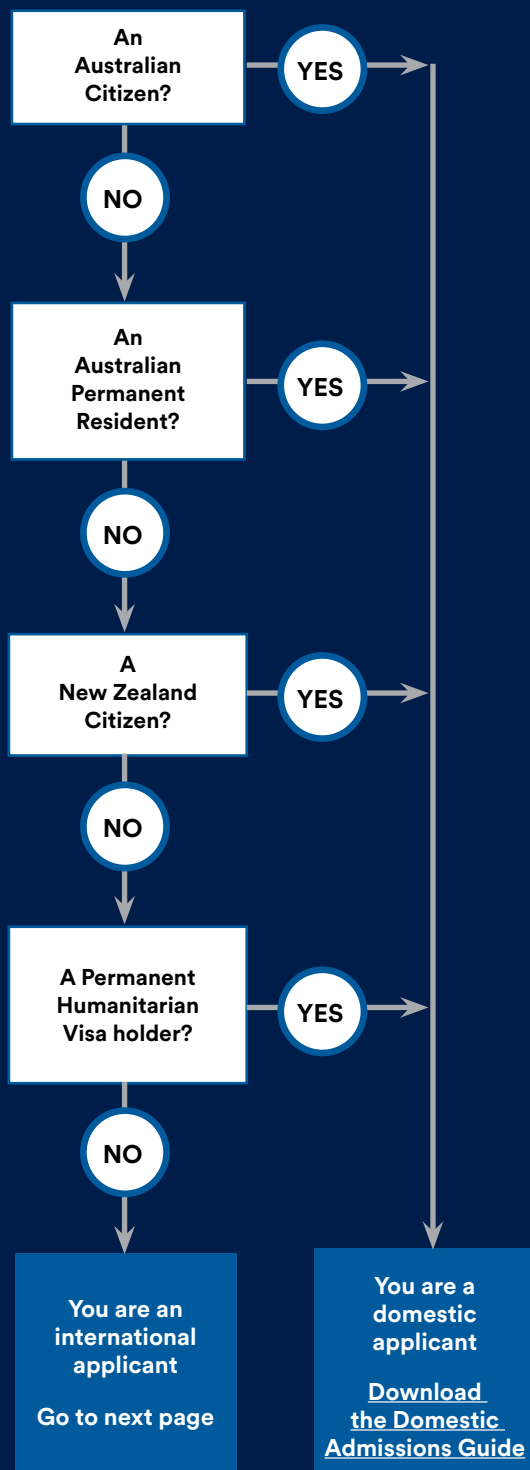 An
Australian
Citizen?
YES
NO
An
Australian
Permanent
Resident?
YES
NO
A
New Zealand
Citizen?
YES
NO
A Permanent
Humanitarian
Visa holder?
YES
NO
You are an
international
applicant
Go to next page
You are a
domestic
applicant
Download
the Domestic
Admissions Guide